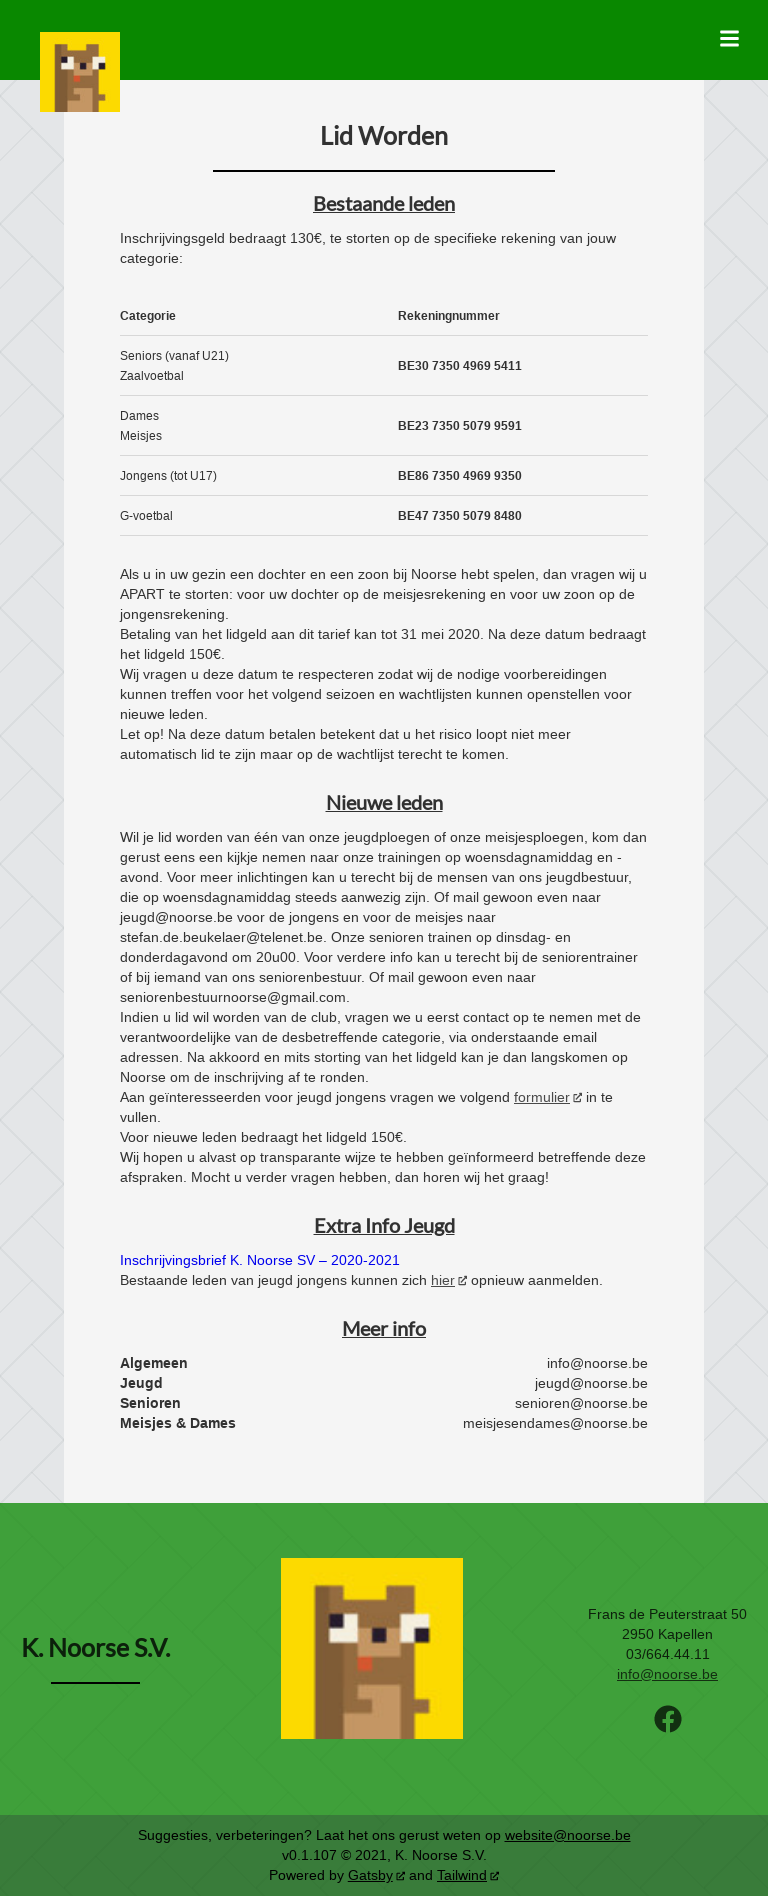 Lid Worden
Bestaande leden
Inschrijvingsgeld bedraagt 130€, te storten op de specifieke rekening van jouw
categorie:
Categorie Rekeningnummer
Seniors (vanaf U21)
Zaalvoetbal
BE30 7350 4969 5411
Dames
Meisjes
BE23 7350 5079 9591
Jongens (tot U17) BE86 7350 4969 9350
G-voetbal BE47 7350 5079 8480
Als u in uw gezin een dochter en een zoon bij Noorse hebt spelen, dan vragen wij u
APART te storten: voor uw dochter op de meisjesrekening en voor uw zoon op de
jongensrekening.
Betaling van het lidgeld aan dit tarief kan tot 31 mei 2020. Na deze datum bedraagt
het lidgeld 150€.
Wij vragen u deze datum te respecteren zodat wij de nodige voorbereidingen
kunnen treffen voor het volgend seizoen en wachtlijsten kunnen openstellen voor
nieuwe leden.
Let op! Na deze datum betalen betekent dat u het risico loopt niet meer
automatisch lid te zijn maar op de wachtlijst terecht te komen.
Nieuwe leden
Wil je lid worden van één van onze jeugdploegen of onze meisjesploegen, kom dan
gerust eens een kijkje nemen naar onze trainingen op woensdagnamiddag en -
avond. Voor meer inlichtingen kan u terecht bij de mensen van ons jeugdbestuur,
die op woensdagnamiddag steeds aanwezig zijn. Of mail gewoon even naar
jeugd@noorse.be voor de jongens en voor de meisjes naar
stefan.de.beukelaer@telenet.be. Onze senioren trainen op dinsdag- en
donderdagavond om 20u00. Voor verdere info kan u terecht bij de seniorentrainer
of bij iemand van ons seniorenbestuur. Of mail gewoon even naar
seniorenbestuurnoorse@gmail.com.
Indien u lid wil worden van de club, vragen we u eerst contact op te nemen met de
verantwoordelijke van de desbetreffende categorie, via onderstaande email
adressen. Na akkoord en mits storting van het lidgeld kan je dan langskomen op
Noorse om de inschrijving af te ronden.
Aan geïnteresseerden voor jeugd jongens vragen we volgend formulier in te
vullen.
Voor nieuwe leden bedraagt het lidgeld 150€.
Wij hopen u alvast op transparante wijze te hebben geïnformeerd betreffende deze
afspraken. Mocht u verder vragen hebben, dan horen wij het graag!
Extra Info Jeugd
Inschrijvingsbrief K. Noorse SV – 2020-2021
Bestaande leden van jeugd jongens kunnen zich hier opnieuw aanmelden.
Meer info
Algemeen info@noorse.be
Jeugd jeugd@noorse.be
Senioren senioren@noorse.be
Meisjes & Dames meisjesendames@noorse.be
K. Noorse S.V.
Frans de Peuterstraat 50
2950 Kapellen
03/664.44.11
info@noorse.be
Suggesties, verbeteringen? Laat het ons gerust weten op website@noorse.be
v0.1.107 © 2021, K. Noorse S.V.
Powered by Gatsby and Tailwind